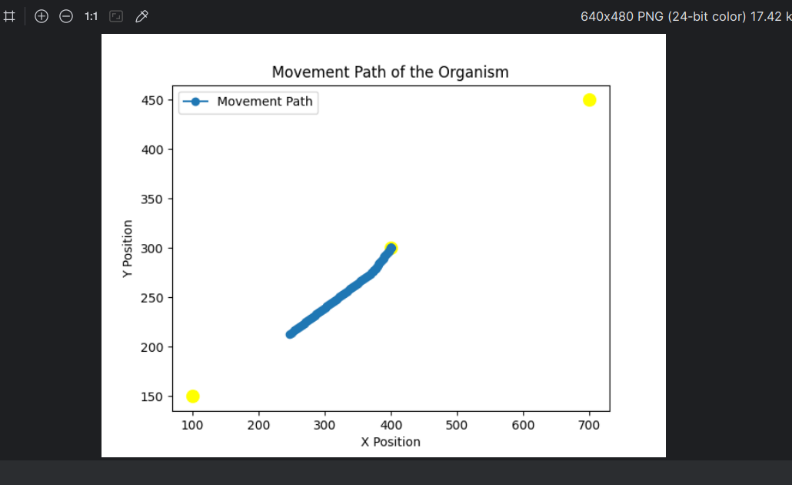 1:1
640x480 PNG (24-bit color) 17.42 k
Movement Path of the Organism
Movement Path
450
400
350
300
250
200
150
Y Position
100 200 300 400 500 600 700
X Position